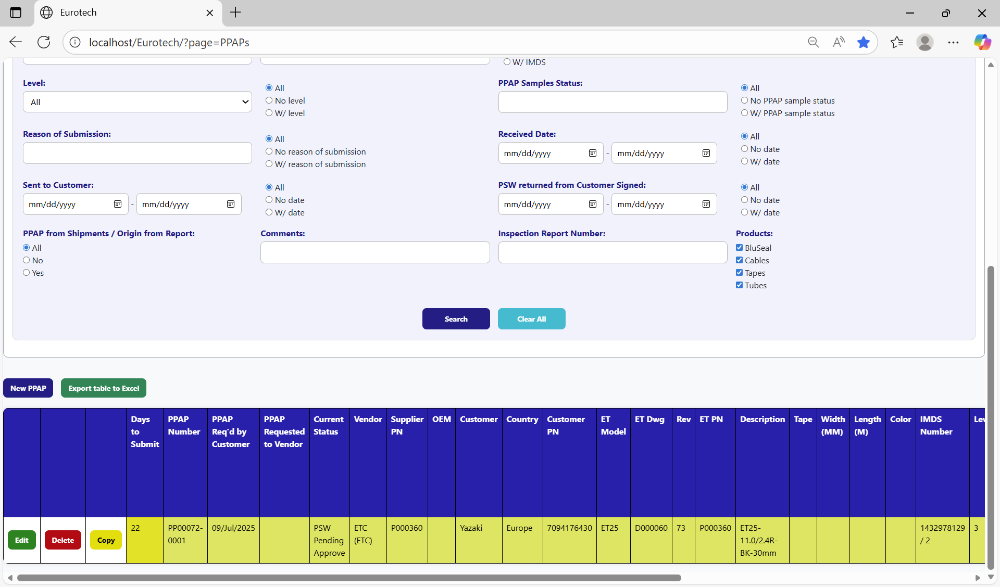 Eurotech
localhost/Eurotech/?page=PPAPs
W/ IMDS
Level:
All
All
No level
W/ level
PPAP Samples Status:
All
No PPAP sample status
W/ PPAP sample status
Reason of Submission:
All
No reason of submission
W/ reason of submission
Received Date:
mm/dd/yyyy - mm/dd/yyyy
All
No date
W/ date
Sent to Customer:
mm/dd/yyyy - mm/dd/yyyy
All
No date
W/ date
PSW returned from Customer Signed:
mm/dd/yyyy - mm/dd/yyyy
All
No date
W/ date
PPAP from Shipments / Origin from Report:
All
No
Yes
Comments:
Inspection Report Number:
Products:
BluSeal
Cables
Tapes
Tubes
Search
Clear All
New PPAP
Export table to Excel
Days
to
Submit
PPAP
Number
PPAP
Req'd by
Customer
PPAP
Requested
to Vendor
Current
Status
Vendor
Supplier
PN
OEM
Customer
Country
Customer
PN
ET
Model
ET Dwg
Rev
ET PN
Description
Tape
Width
(MM)
Length
(M)
Color
IMDS
Number
Edit
Delete
Copy
22
PP00072-
0001
09/Jul/2025
PSW
Pending
Approve
ETC
(ETC)
P000360
Yazaki
Europe
7094176430
ET25
D000060
73
P000360
ET25-
11.0/2.4R-
BK-30mm
1432978129
/ 2
3